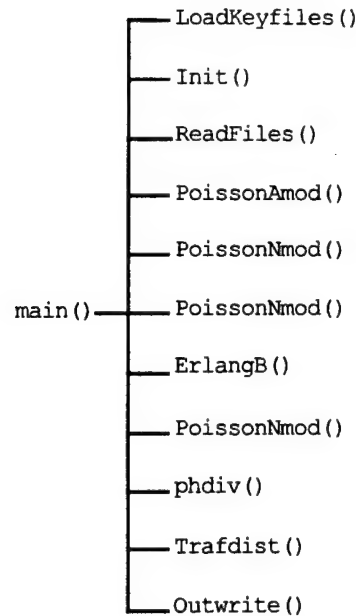 LoadKeyfiles()
Init()
ReadFiles()
PoissonAmod()
PoissonNmod()
main() PoissonNmod()
ErlangB()
PoissonNmod()
phdiv()
Trafdist()
Outwrite()